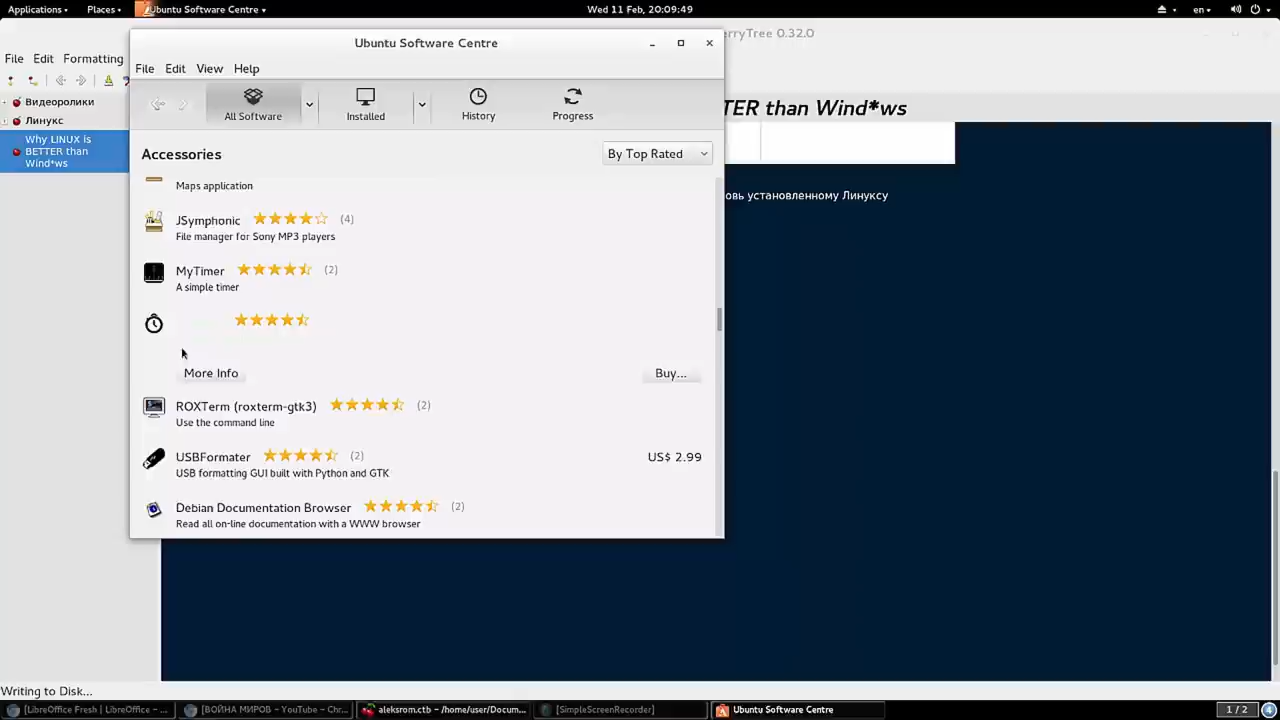 Applications
Places
Ubuntu Software Centre
Wed 11 Feb, 20:09:49
en
Ubuntu Software Centre
erryTree 0.32.0
File Edit Formatting
File Edit View Help
TER than Wind*ws
All Software
Installed
History
Progress
Видеоролики
Линукс
Why LINUX is
BETTER than
Wind*ws
Accessories
By Top Rated
Maps application
овь установленному Линуксу
JSymphonic (4)
File manager for Sony MP3 players
MyTimer (2)
A simple timer
More Info
Buy...
ROXTerm (roxterm-gtk3) (2)
Use the command line
USBFormater (2)
US$ 2.99
USB formatting GUI built with Python and GTK
Debian Documentation Browser (2)
Read all on-line documentation with a WWW browser
Writing to Disk...
[LibreOffice Fresh | LibreOffice – ...
[ВОЙНА МИРОВ – YouTube – Chr...
aleksrom.ctb – /home/user/Docum...
[SimpleScreenRecorder]
Ubuntu Software Centre
1 / 2
4